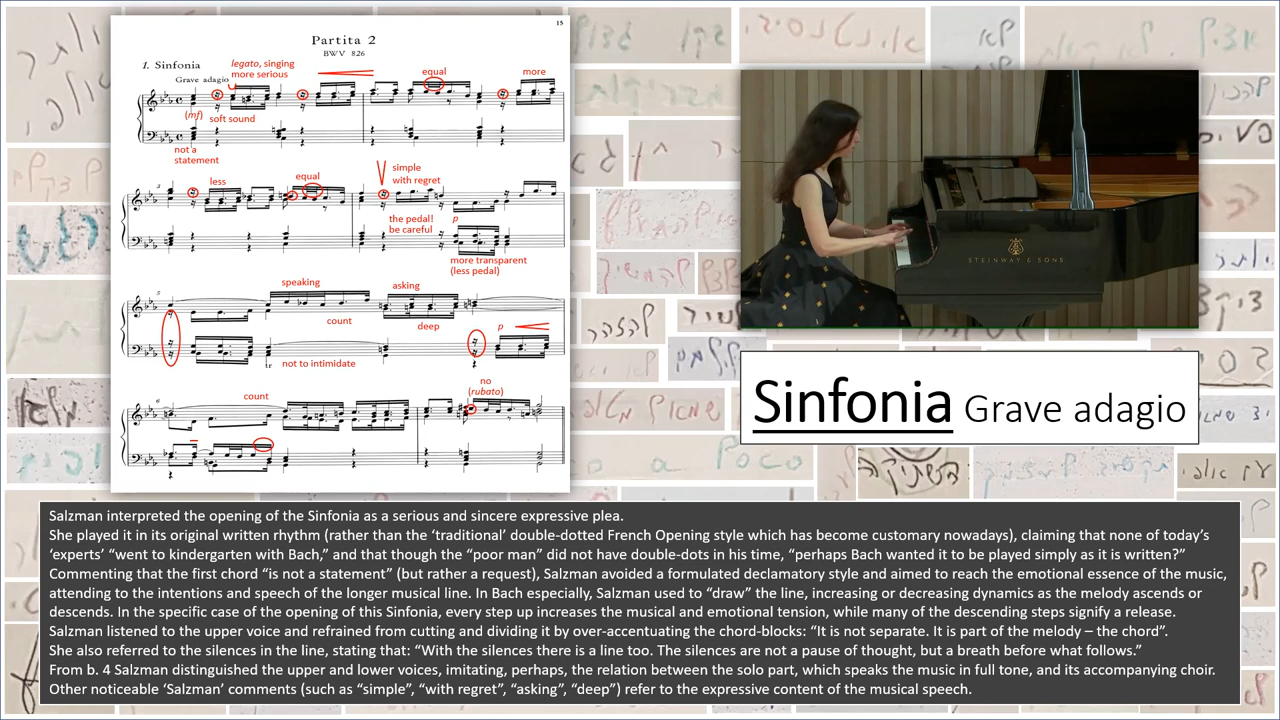 15
Partita 2
BWV 826
1. Sinfonia
Grave adagio
legato, singing
more serious
equal
more
(mf)
soft sound
not a
statement
3
less
equal
simple
with regret
the pedal!
be careful
p
more transparent
(less pedal)
5
speaking
asking
count
deep
p
tr
not to intimidate
6
no
(rubato)
count
STEINWAY & SONS
Sinfonia Grave adagio
Salzman interpreted the opening of the Sinfonia as a serious and sincere expressive plea.
She played it in its original written rhythm (rather than the ‘traditional’ double-dotted French Opening style which has become customary nowadays), claiming that none of today’s
‘experts’ “went to kindergarten with Bach,” and that though the “poor man” did not have double-dots in his time, “perhaps Bach wanted it to be played simply as it is written?”
Commenting that the first chord “is not a statement” (but rather a request), Salzman avoided a formulated declamatory style and aimed to reach the emotional essence of the music,
attending to the intentions and speech of the longer musical line. In Bach especially, Salzman used to “draw” the line, increasing or decreasing dynamics as the melody ascends or
descends. In the specific case of the opening of this Sinfonia, every step up increases the musical and emotional tension, while many of the descending steps signify a release.
Salzman listened to the upper voice and refrained from cutting and dividing it by over-accentuating the chord-blocks: “It is not separate. It is part of the melody – the chord”.
She also referred to the silences in the line, stating that: “With the silences there is a line too. The silences are not a pause of thought, but a breath before what follows.”
From b. 4 Salzman distinguished the upper and lower voices, imitating, perhaps, the relation between the solo part, which speaks the music in full tone, and its accompanying choir.
Other noticeable ‘Salzman’ comments (such as “simple”, “with regret”, “asking”, “deep”) refer to the expressive content of the musical speech.